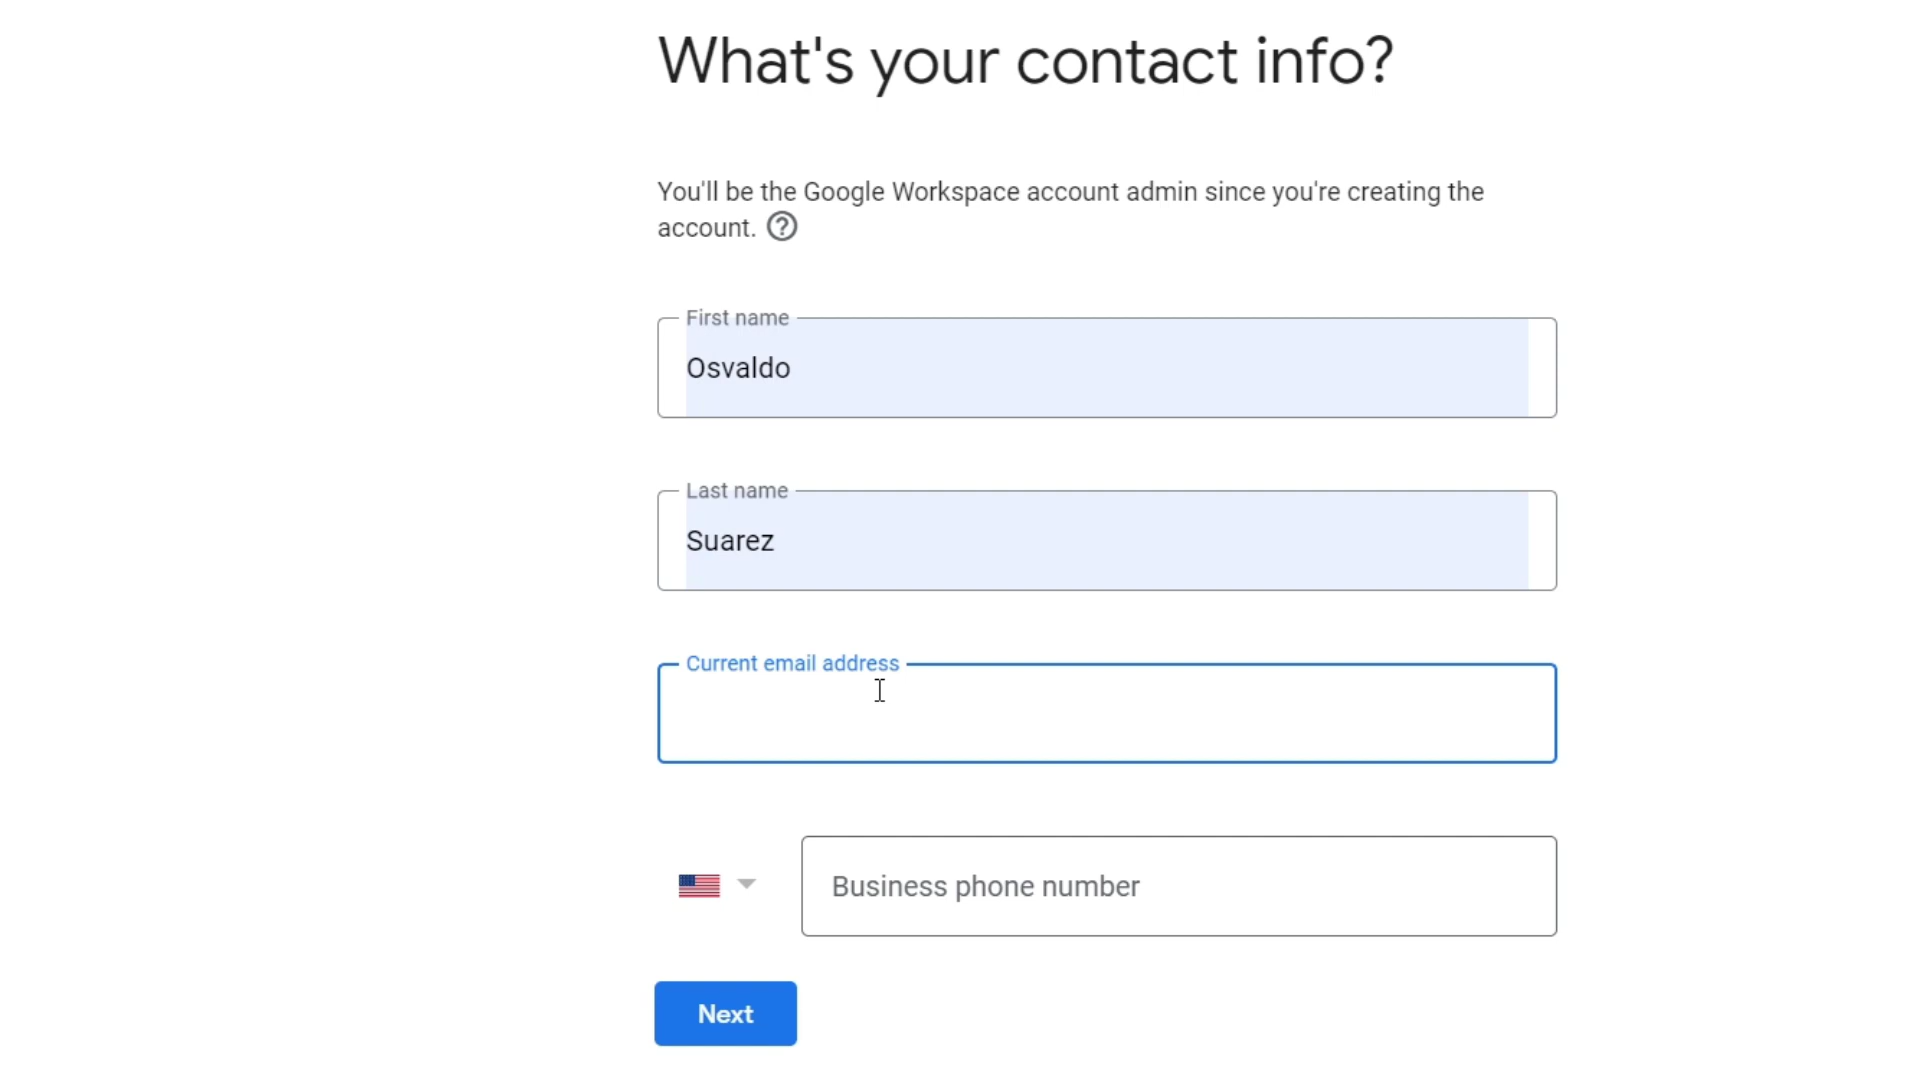 What's your contact info?
You'll be the Google Workspace account admin since you're creating the
account.
First name
Osvaldo
Last name
Suarez
Current email address
Business phone number
Next